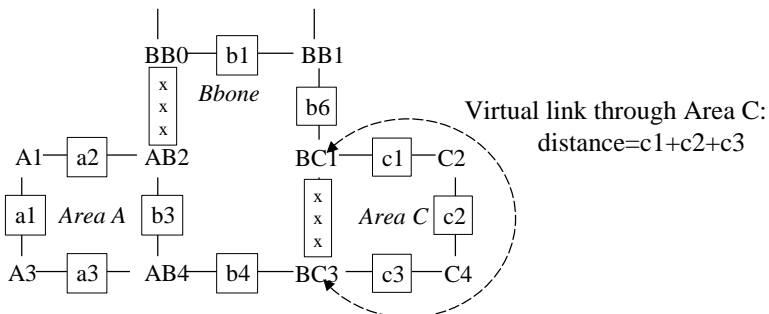 BB0 b1 BB1
x
x
x
Bbone
b6
Virtual link through Area C:
distance=c1+c2+c3
A1 a2 AB2
BC1 c1 C2
a1 Area A b3
x
x
x
Area C c2
A3 a3 AB4 b4 BC3 c3 C4